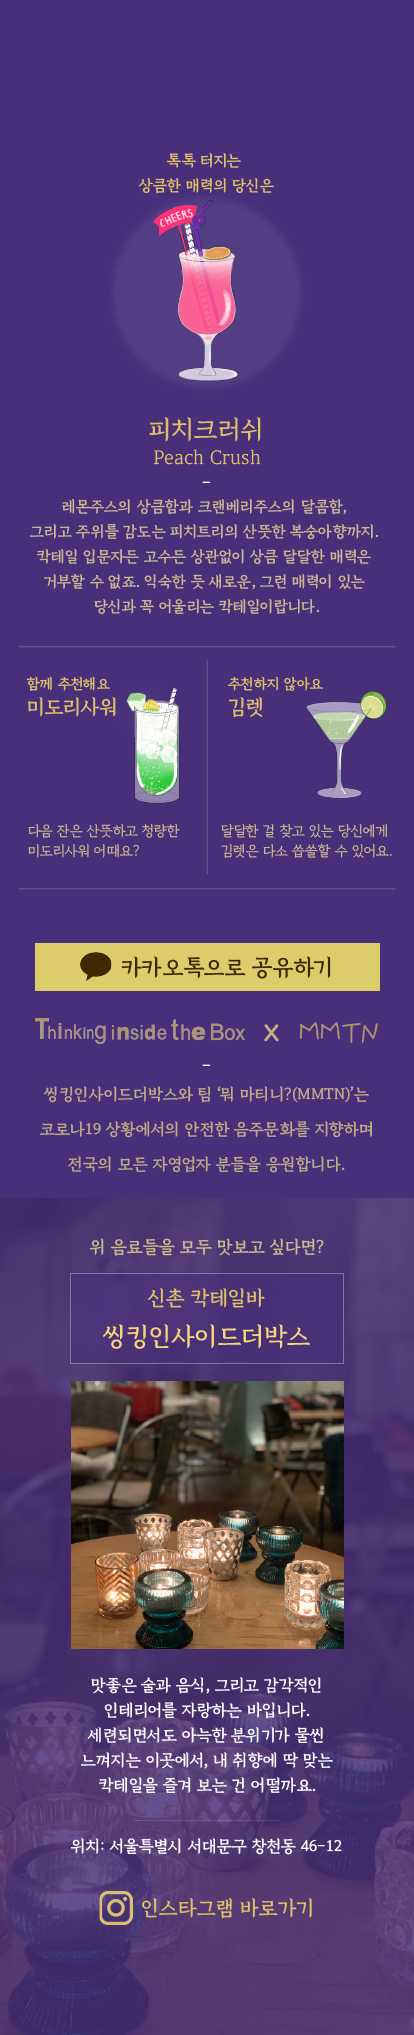 톡톡 터지는
상큼한 매력의 당신은
CHEERS
피치크러쉬
Peach Crush
레몬주스의 상큼함과 크랜베리주스의 달콤함,
그리고 주위를 감도는 피치트리의 산뜻한 복숭아향까지.
칵테일 입문자든 고수든 상관없이 상큼 달달한 매력은
거부할 수 없죠. 익숙한 듯 새로운, 그런 매력이 있는
당신과 꼭 어울리는 칵테일이랍니다.
함께 추천해요
미도리사워
다음 잔은 산뜻하고 청량한
미도리사워 어때요?
추천하지 않아요
김렛
달달한 걸 찾고 있는 당신에게
김렛은 다소 씁쓸할 수 있어요.
카카오톡으로 공유하기
Thinking inside the Box X MMTN
씽킹인사이드더박스와 팀 ‘뭐 마티니?(MMTN)’는
코로나19 상황에서의 안전한 음주문화를 지향하며
전국의 모든 자영업자 분들을 응원합니다.
위 음료들을 모두 맛보고 싶다면?
신촌 칵테일바
씽킹인사이드더박스
맛좋은 술과 음식, 그리고 감각적인
인테리어를 자랑하는 바입니다.
세련되면서도 아늑한 분위기가 물씬
느껴지는 이곳에서, 내 취향에 딱 맞는
칵테일을 즐겨 보는 건 어떨까요.
위치: 서울특별시 서대문구 창천동 46-12
인스타그램 바로가기